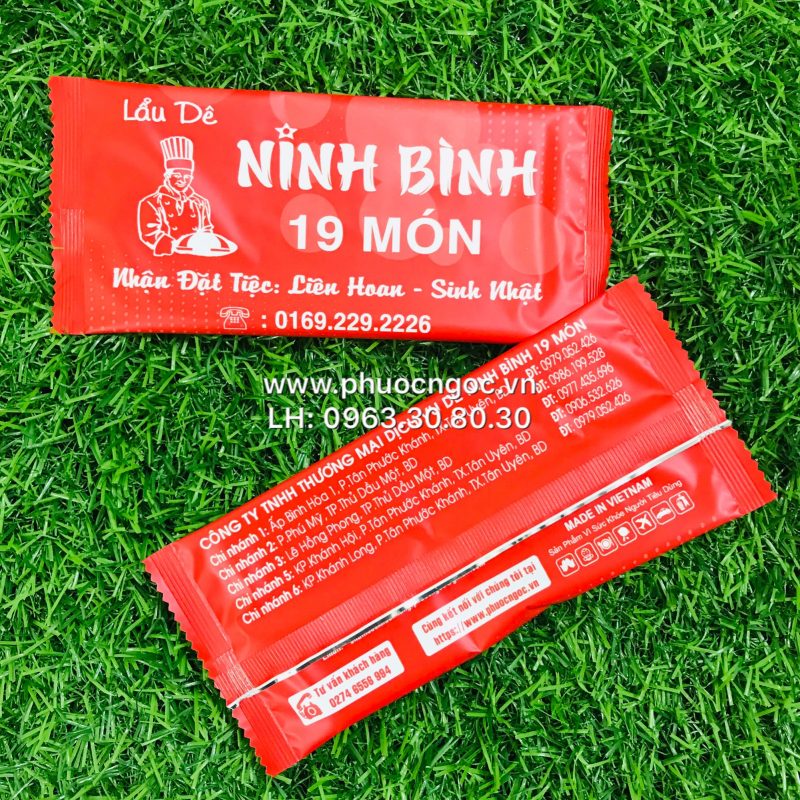 Lẩu Dê
NINH BÌNH
19 MÓN
Nhận Đặt Tiệc: Liên Hoan - Sinh Nhật
: 0169.229.2226
www.phuocngoc.vn
LH: 0963.30.80.30
CÔNG TY TNHH THƯƠNG MẠI DỊCH VỤ DÊ NINH BÌNH 19 MÓN
Chi nhánh 1: Ấp Bình Hòa 1, P.Tân Phước Khánh, TX.Tân Uyên, BD ĐT: 0979.052.426
Chi nhánh 2: P.Phú Mỹ, TP.Thủ Dầu Một, BD ĐT: 0986.199.528
Chi nhánh 3: Lê Hồng Phong, TP.Thủ Dầu Một, BD ĐT: 0977.435.696
Chi nhánh 5: KP Khánh Hội, P.Tân Phước Khánh, TX.Tân Uyên, BD ĐT: 0906.532.626
Chi nhánh 6: KP Khánh Long, P.Tân Phước Khánh, TX.Tân Uyên, BD ĐT: 0979.052.426
MADE IN VIETNAM
Sản Phẩm Vì Sức Khỏe Người Tiêu Dùng
Cùng kết nối với chúng tôi tại
https://www.phuocngoc.vn
Tư vấn khách hàng
0274 6556 994